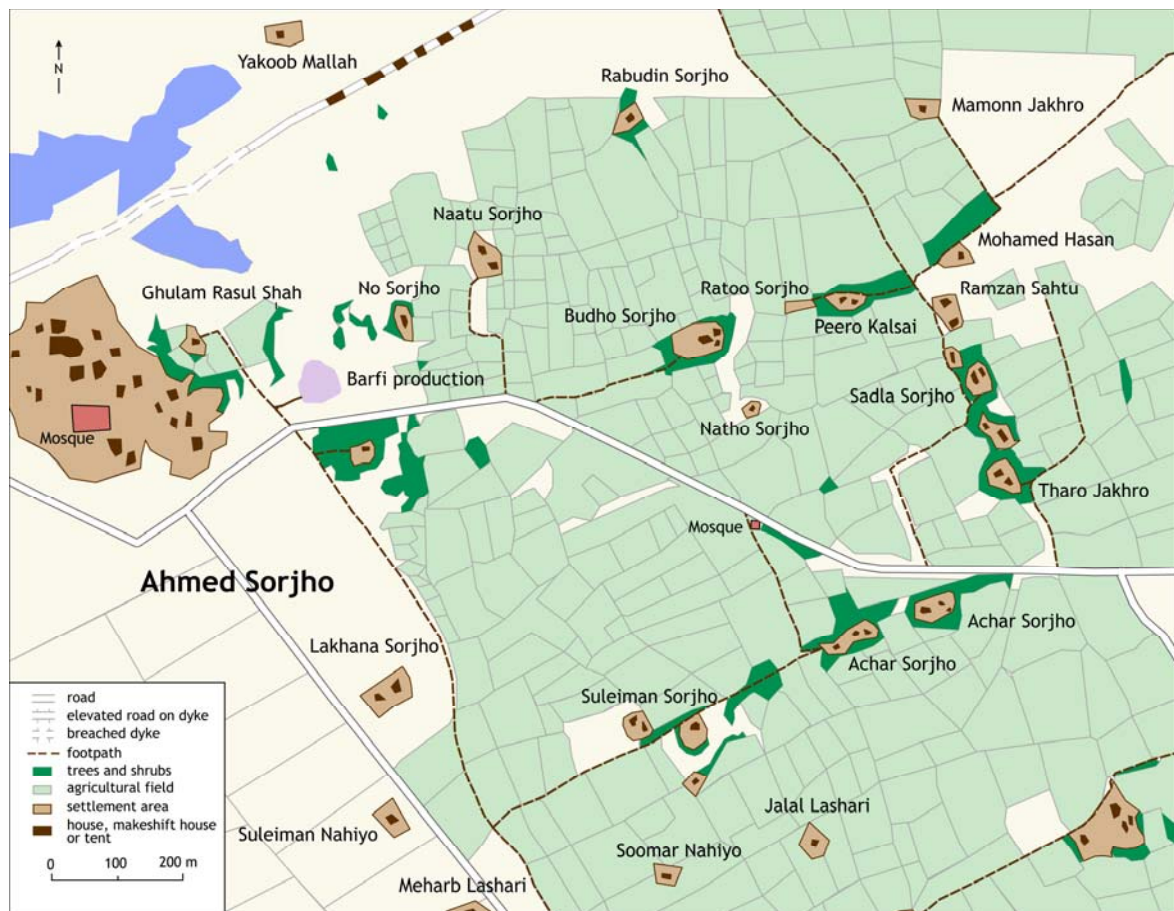 N
Yakoob Mallah
Rabudin Sorjho
Mamonn Jakhro
Naatu Sorjho
Mohamed Hasan
Ghulam Rasul Shah
No Sorjho
Ratoo Sorjho
Ramzan Sahtu
Budho Sorjho
Peero Kalsai
Barfi production
Sadla Sorjho
Mosque
Natho Sorjho
Tharo Jakhro
Mosque
Ahmed Sorjho
Achar Sorjho
Lakhana Sorjho
Achar Sorjho
Suleiman Sorjho
road
elevated road on dyke
breached dyke
footpath
trees and shrubs
agricultural field
settlement area
house, makeshift house
or tent
0 100 200 m
Suleiman Nahiyo
Jalal Lashari
Soomar Nahiyo
Meharb Lashari